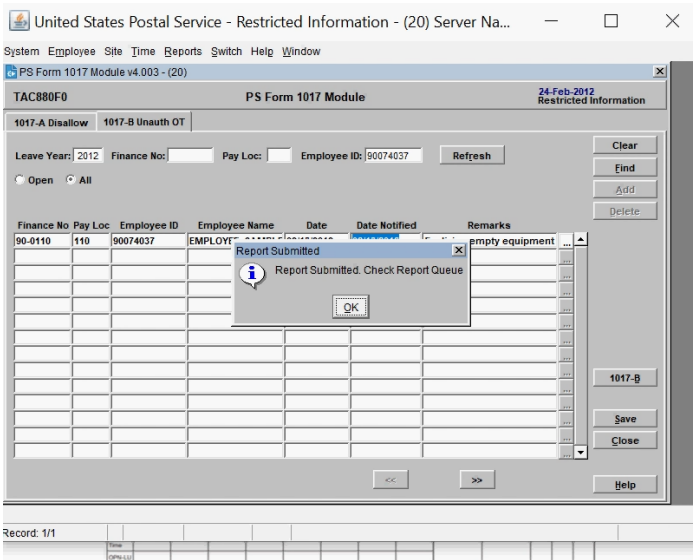 United States Postal Service - Restricted Information - (20) Server Na...
System Employee Site Time Reports Switch Help Window
PS Form 1017 Module v4.003 - (20)
TAC880F0 PS Form 1017 Module 24-Feb-2012
Restricted Information
1017-A Disallow 1017-B Unauth OT
Clear
Leave Year: 2012 Finance No: Pay Loc: Employee ID: 90074037 Refresh
Find
Open All
Add
Delete
Finance No Pay Loc Employee ID Employee Name Date Date Notified Remarks
90-0110 110 90074037 empty equipment ...
Report Submitted
Report Submitted. Check Report Queue
OK
1017-B
Save
Close
<< >>
Help
Record: 1/1
Time
OPN-LU